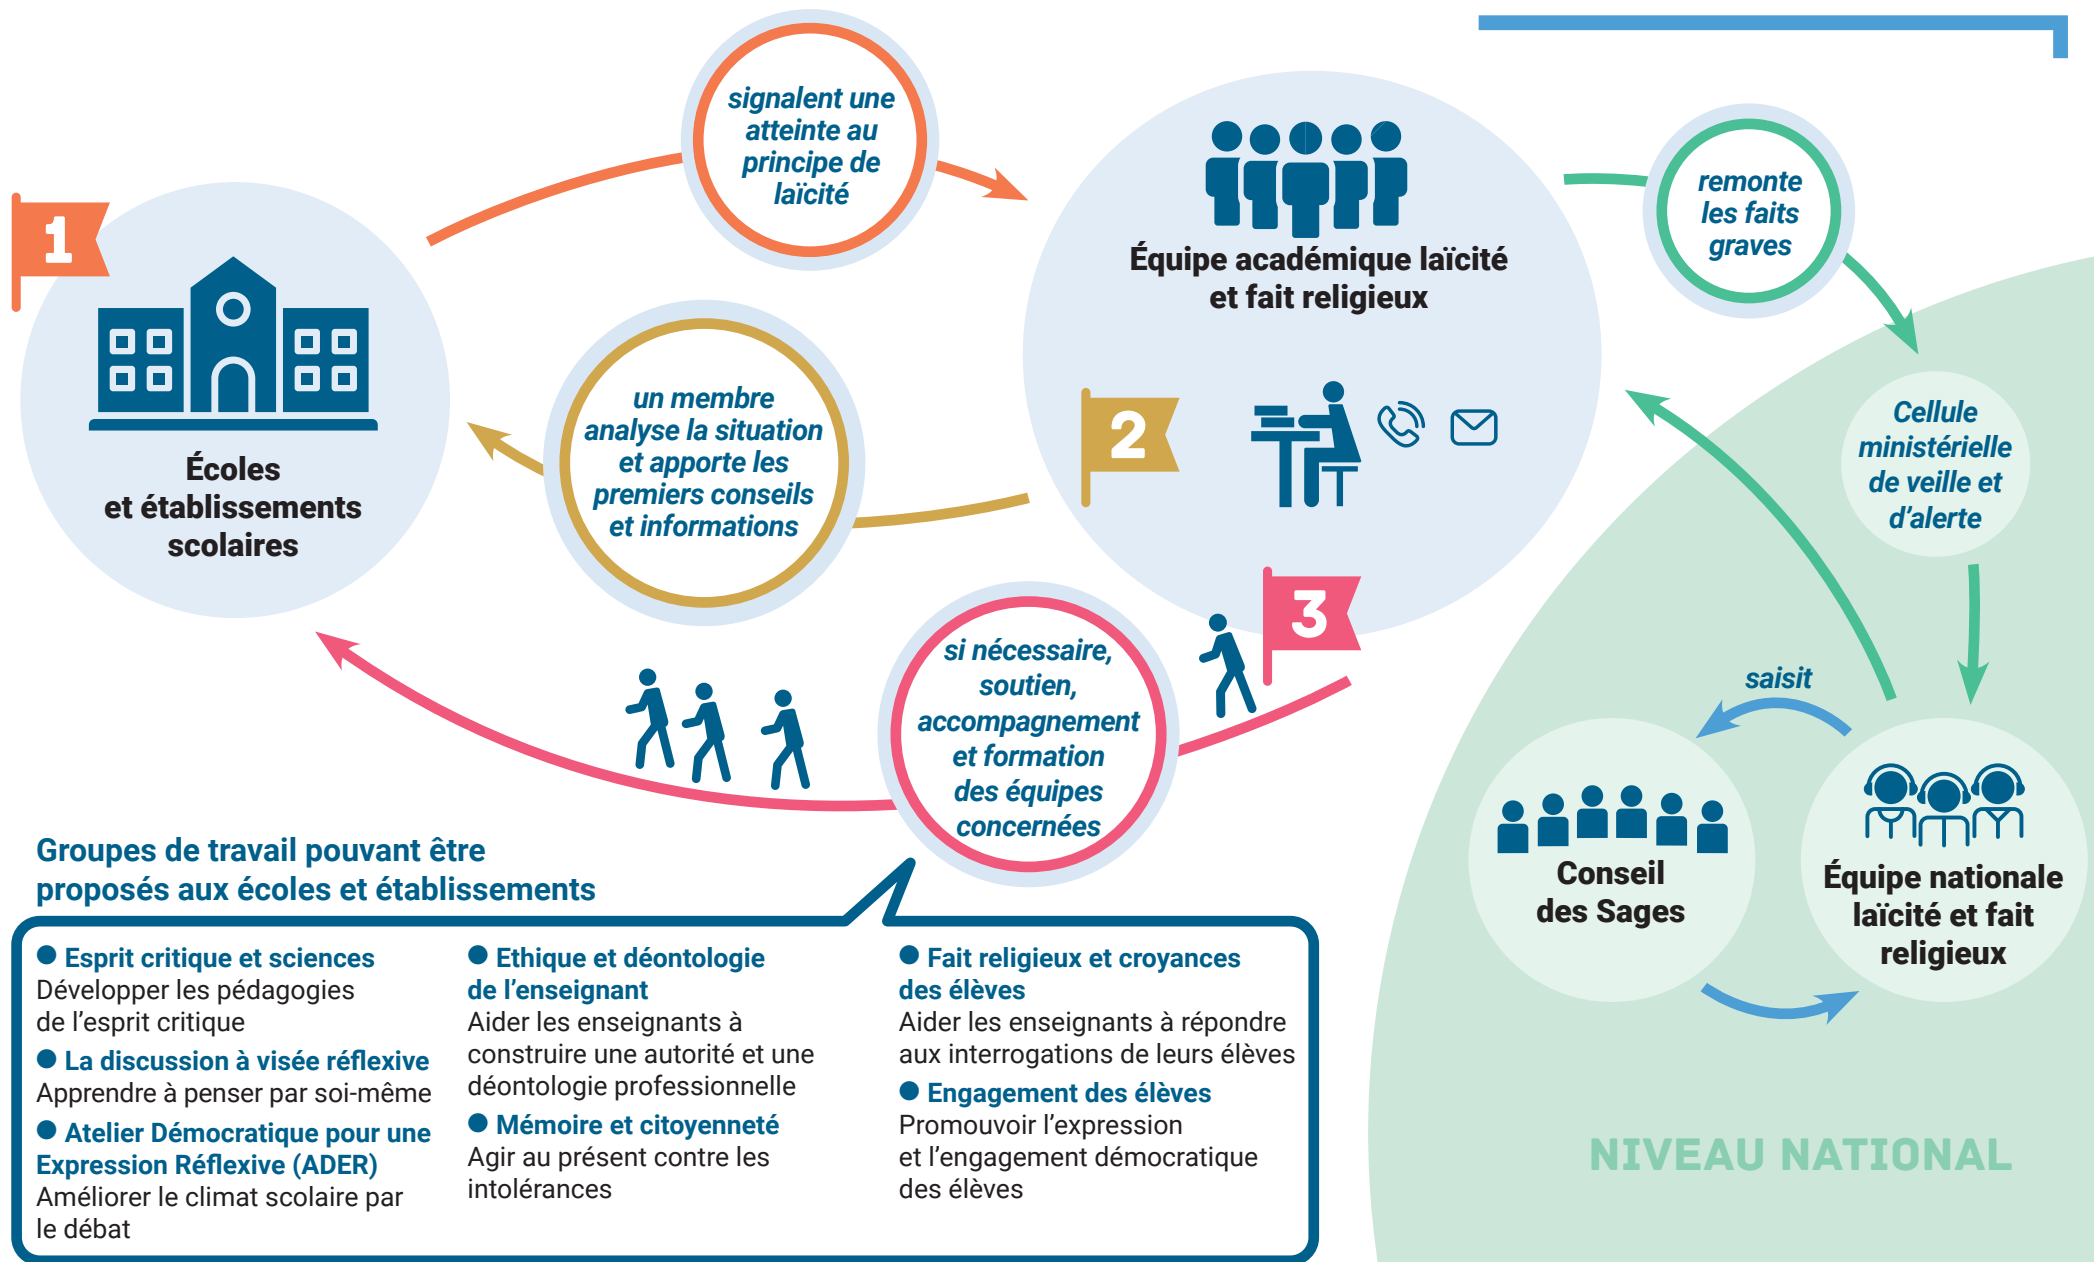 1
Écoles
et établissements
scolaires
signalent une
atteinte au
principe de
laïcité
Équipe académique laïcité
et fait religieux
2
un membre
analyse la situation
et apporte les
premiers conseils
et informations
3
si nécessaire,
soutien,
accompagnement
et formation
des équipes
concernées
remonte
les faits
graves
Cellule
ministérielle
de veille et
d’alerte
saisit
Conseil
des Sages
Équipe nationale
laïcité et fait
religieux
NIVEAU NATIONAL
Groupes de travail pouvant être
proposés aux écoles et établissements
● Esprit critique et sciences
Développer les pédagogies
de l’esprit critique
● La discussion à visée réflexive
Apprendre à penser par soi-même
● Atelier Démocratique pour une
Expression Réflexive (ADER)
Améliorer le climat scolaire par
le débat
● Ethique et déontologie
de l’enseignant
Aider les enseignants à
construire une autorité et une
déontologie professionnelle
● Mémoire et citoyenneté
Agir au présent contre les
intolérances
● Fait religieux et croyances
des élèves
Aider les enseignants à répondre
aux interrogations de leurs élèves
● Engagement des élèves
Promouvoir l’expression
et l’engagement démocratique
des élèves